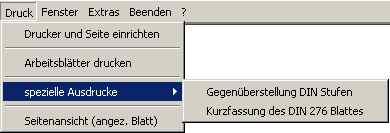 Druck Fenster Extras Beenden ?
Drucker und Seite einrichten
Arbeitsblätter drucken
spezielle Ausdrucke
Gegenüberstellung DIN Stufen
Kurzfassung des DIN 276 Blattes
Seitenansicht (angez. Blatt)